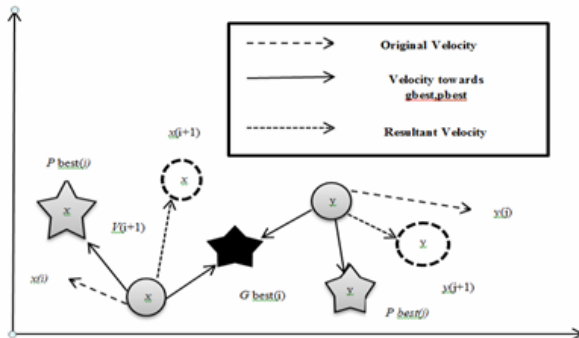 Original Velocity
Velocity towards
gbest,pbest
Resultant Velocity
x(i+1)
P best(i)
x
x
V(i+1)
y
y(j)
y
x(i)
x
G best(i)
y
y(j+1)
P best(j)